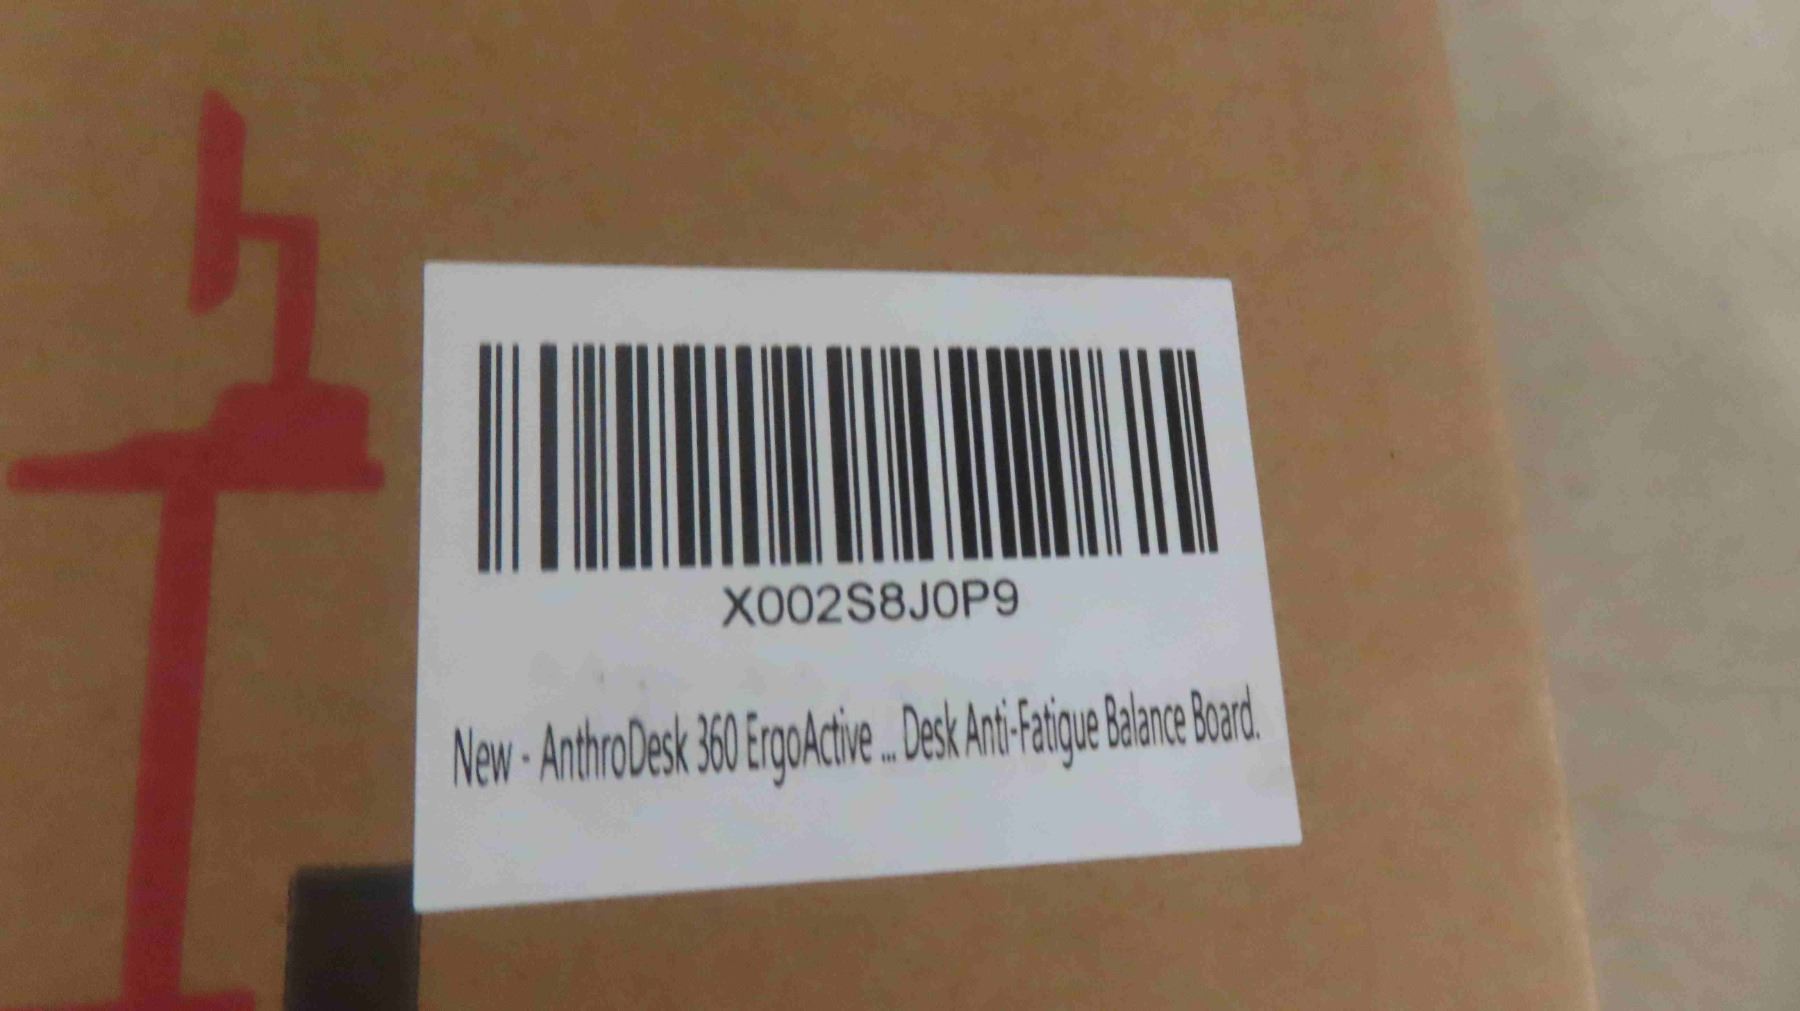 X002S8J0P9
New - AnthroDesk 360 ErgoActive ... Desk Anti-Fatigue Balance Board.